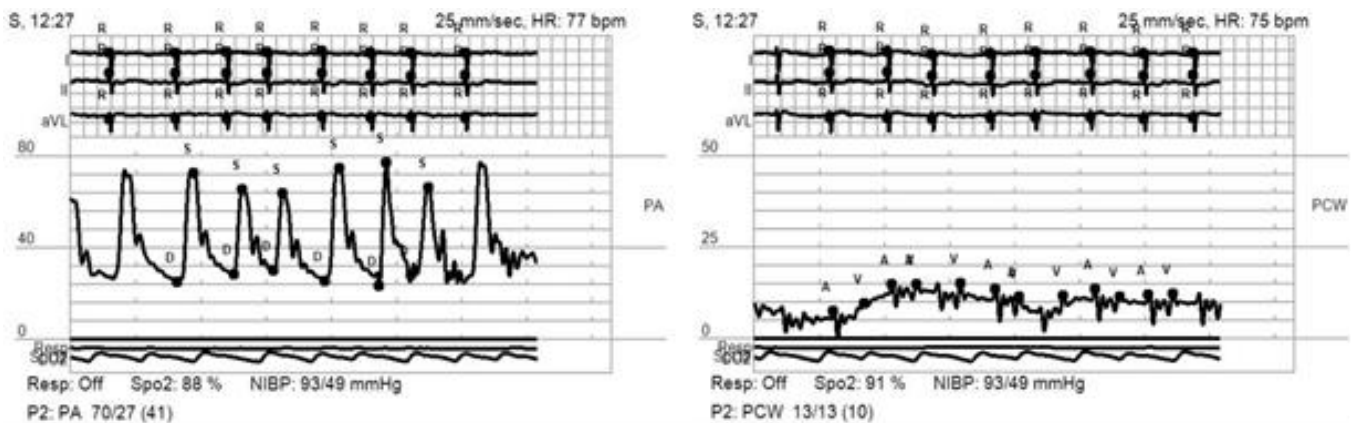 S, 12:27
25 mm/sec, HR: 77 bpm
R R R R R R R R
I
II
R R R R R R R R
aVL
80
S S S S S S
PA
40
D D D D D
0
Resp
CO2
Resp: Off Spo2: 88 % NIBP: 93/49 mmHg
P2: PA 70/27 (41)
S, 12:27
25 mm/sec, HR: 75 bpm
R R R R R R R R
I
II
R R R R R R R R
aVL
50
PCW
25
A V A V A V A V A V
0
Resp
CO2
Resp: Off Spo2: 91 % NIBP: 93/49 mmHg
P2: PCW 13/13 (10)